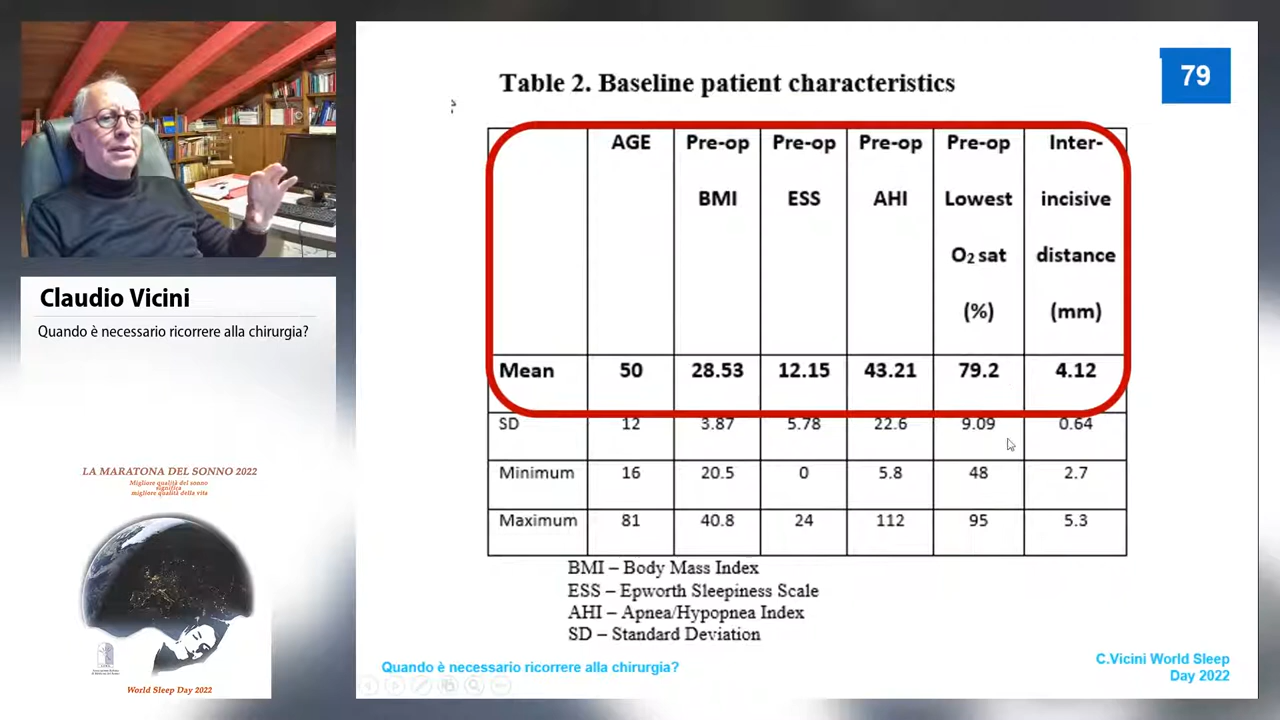 Claudio Vicini
Quando è necessario ricorrere alla chirurgia?
LA MARATONA DEL SONNO 2022
Migliore qualità del sonno
significa
migliore qualità della vita
World Sleep Day 2022
Table 2. Baseline patient characteristics
79
AGE Pre-op BMI Pre-op ESS Pre-op AHI Pre-op Lowest O₂ sat (%) Inter-incisive distance (mm)
Mean 50 28.53 12.15 43.21 79.2 4.12
SD 12 3.87 5.78 22.6 9.09 0.64
Minimum 16 20.5 0 5.8 48 2.7
Maximum 81 40.8 24 112 95 5.3
BMI – Body Mass Index
ESS – Epworth Sleepiness Scale
AHI – Apnea/Hypopnea Index
SD – Standard Deviation
Quando è necessario ricorrere alla chirurgia?
C.Vicini World Sleep
Day 2022